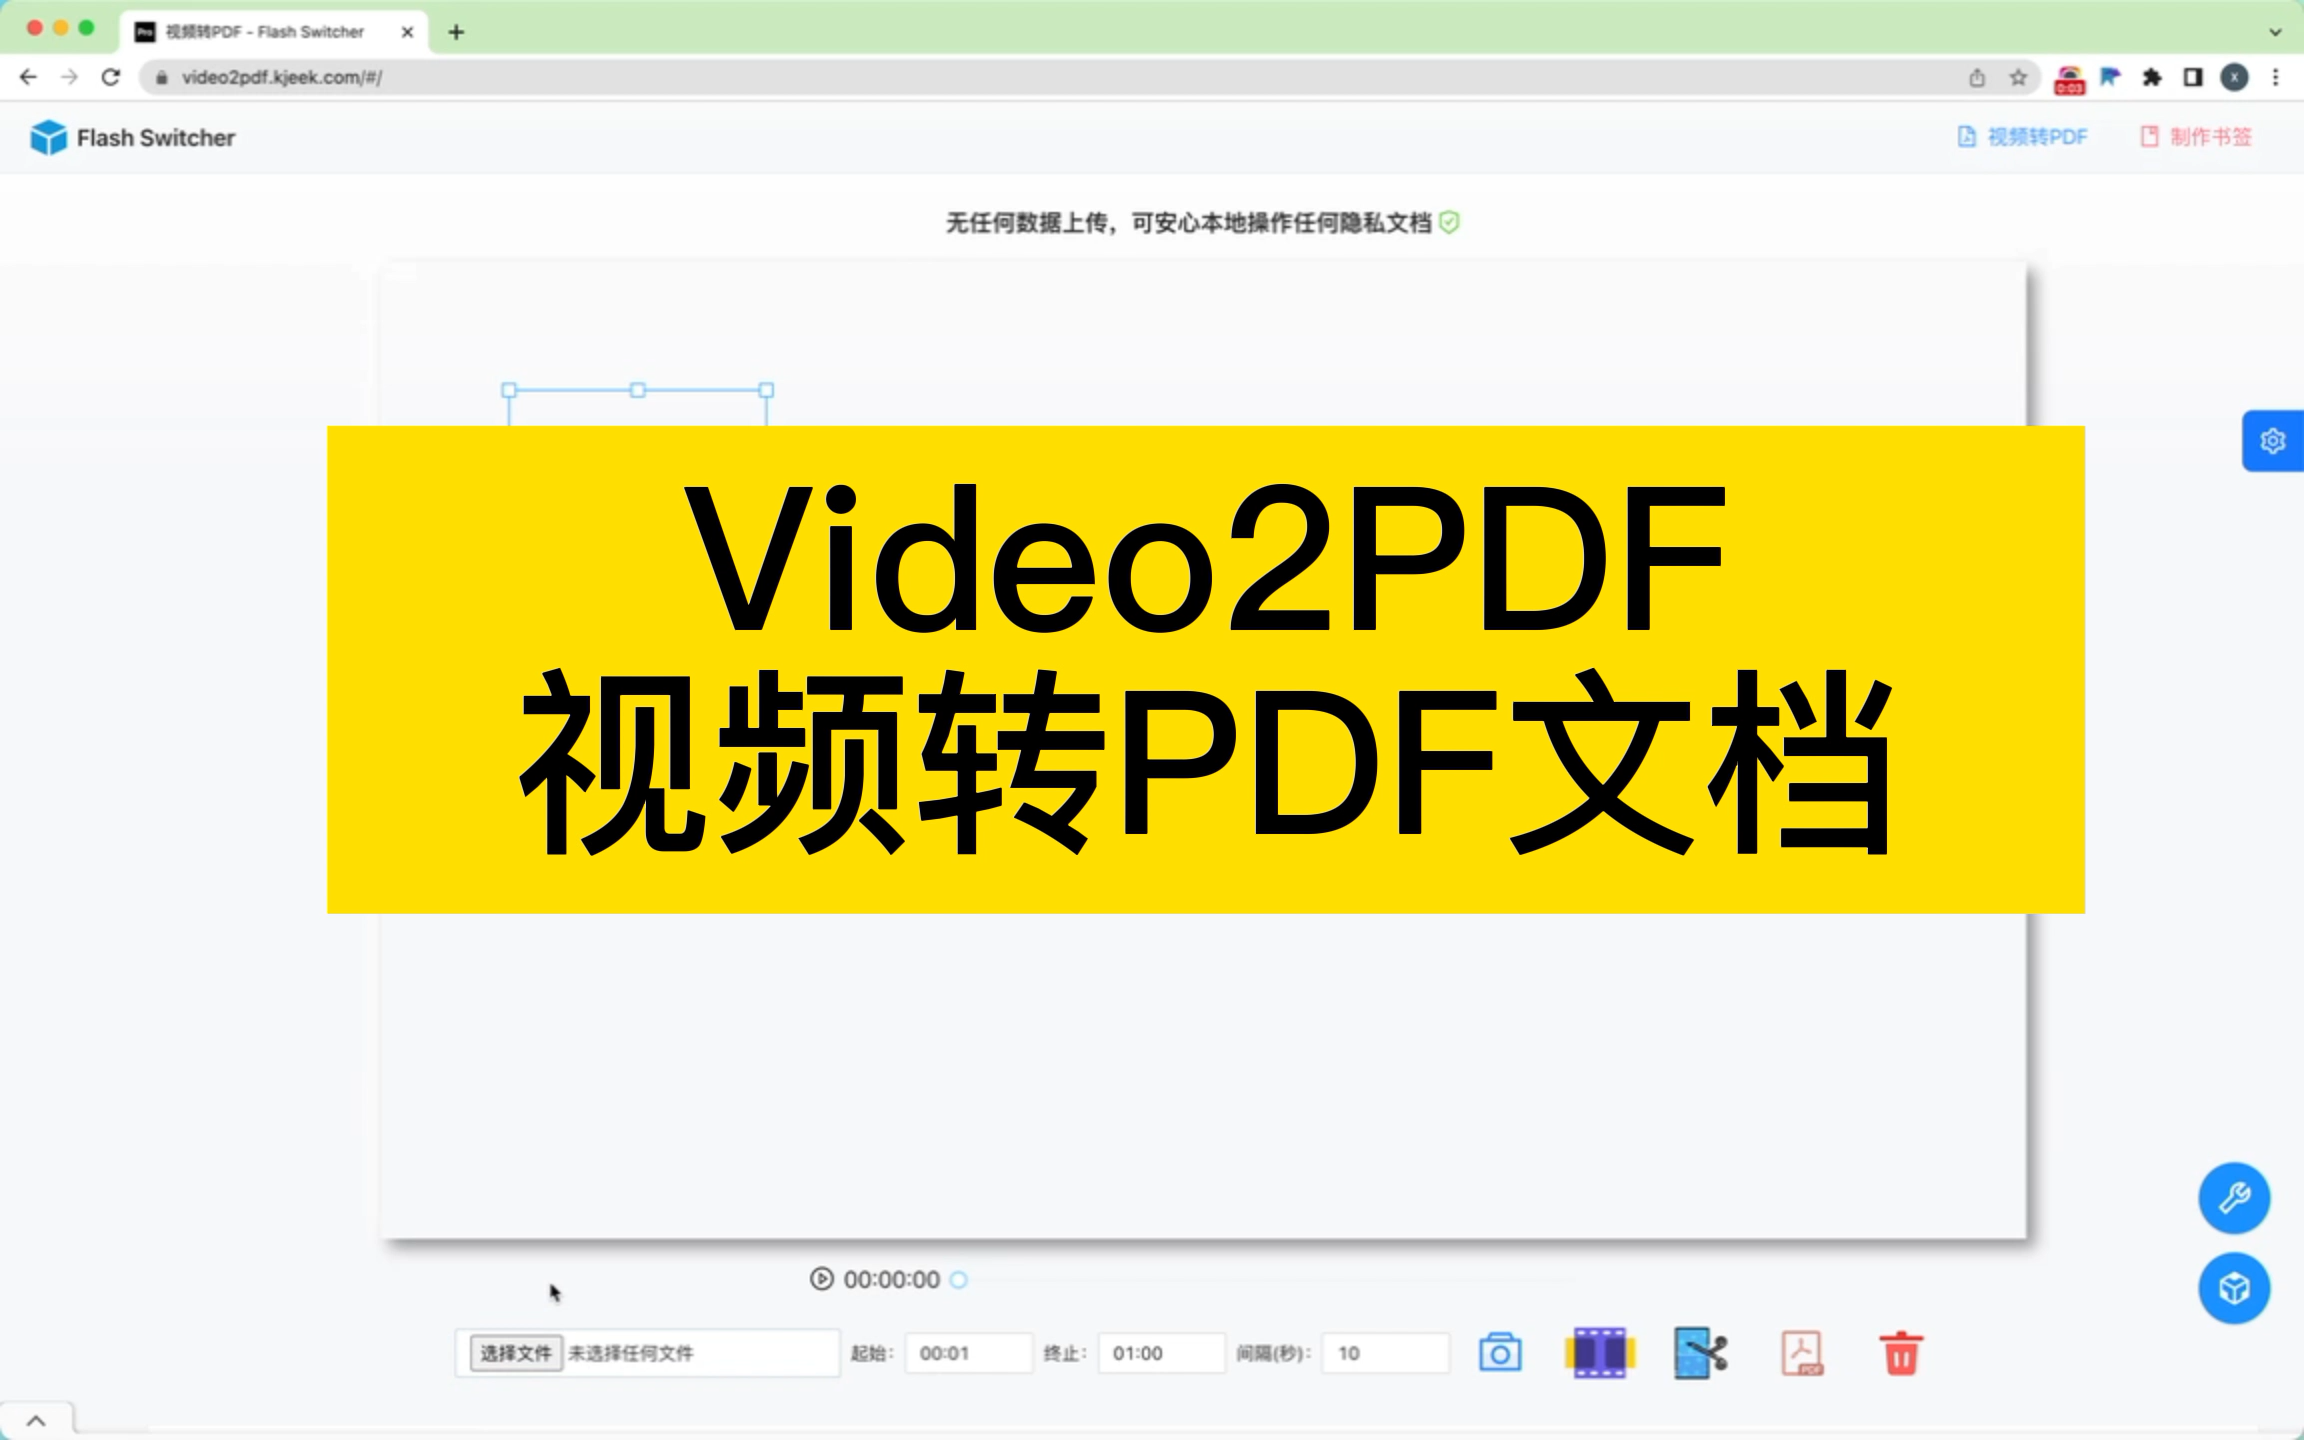 视频转PDF - Flash Switcher
video2pdf.kjeek.com/#/
0:03
X
Flash Switcher
视频转PDF
制作书签
无任何数据上传，可安心本地操作任何隐私文档
Video2PDF
视频转PDF文档
00:00:00
选择文件 未选择任何文件 起始： 00:01 终止： 01:00 间隔(秒)： 10
PDF